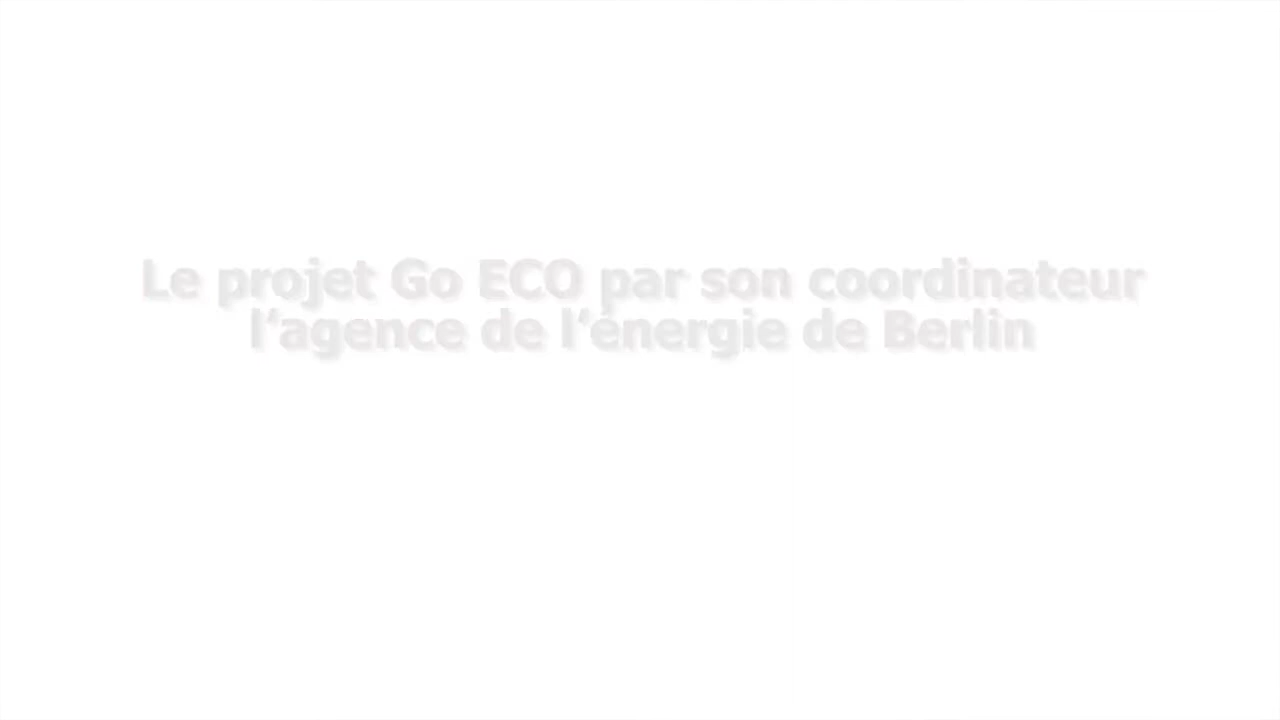 Le projet Go ECO par son coordinateur
l‘agence de l‘énergie de Berlin